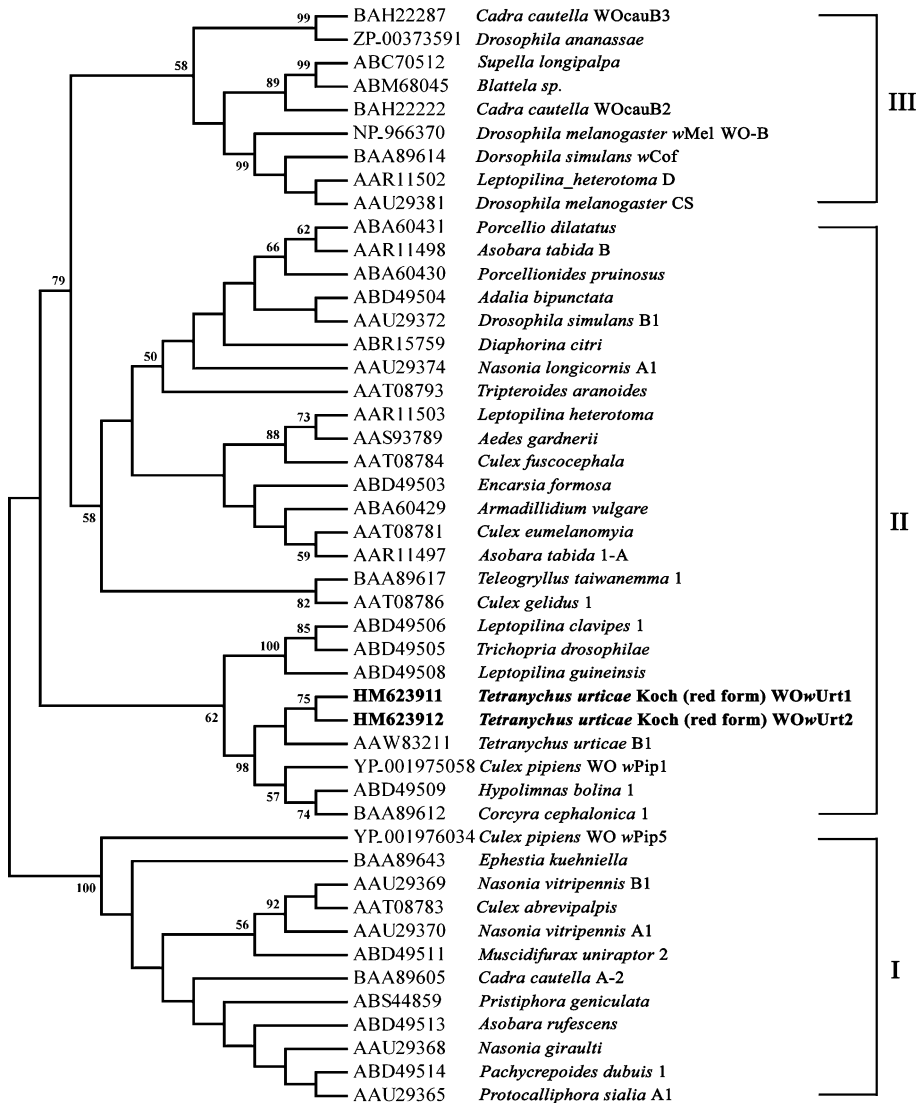 99 BAH22287 Cadra cautella WOcauB3
ZP-00373591 Drosophila ananassae
58 99 ABC70512 Supella longipalpa
89 ABM68045 Blattela sp.
BAH22222 Cadra cautella WOcauB2
III
NP-966370 Drosophila melanogaster wMel WO-B
99 BAA89614 Dorsophila simulans wCof
AAR11502 Leptopilina_heterotoma D
AAU29381 Drosophila melanogaster CS
62 ABA60431 Porcellio dilatatus
66 AAR11498 Asobara tabida B
79 ABA60430 Porcellionides pruinosus
ABD49504 Adalia bipunctata
AAU29372 Drosophila simulans B1
ABR15759 Diaphorina citri
50 AAU29374 Nasonia longicornis A1
AAT08793 Tripteroides aranoides
73 AAR11503 Leptopilina heterotoma
88 AAS93789 Aedes gardnerii
AAT08784 Culex fuscocephala
ABD49503 Encarsia formosa
58 ABA60429 Armadillidium vulgare
II
AAT08781 Culex eumelanomyia
59 AAR11497 Asobara tabida 1-A
BAA89617 Teleogryllus taiwanemma 1
82 AAT08786 Culex gelidus 1
85 ABD49506 Leptopilina clavipes 1
100 ABD49505 Trichopria drosophilae
ABD49508 Leptopilina guineinsis
75 HM623911 Tetranychus urticae Koch (red form) WOwUrt1
62 HM623912 Tetranychus urticae Koch (red form) WOwUrt2
AAW83211 Tetranychus urticae B1
98 YP-001975058 Culex pipiens WO wPip1
57 ABD49509 Hypolimnas bolina 1
74 BAA89612 Corcyra cephalonica 1
YP-001976034 Culex pipiens WO wPip5
BAA89643 Ephestia kuehniella
100 AAU29369 Nasonia vitripennis B1
92 AAT08783 Culex abrevipalpis
56 AAU29370 Nasonia vitripennis A1
ABD49511 Muscidifurax uniraptor 2
I
BAA89605 Cadra cautella A-2
ABS44859 Pristiphora geniculata
ABD49513 Asobara rufescens
AAU29368 Nasonia giraulti
ABD49514 Pachycrepoides dubuis 1
AAU29365 Protocalliphora sialia A1